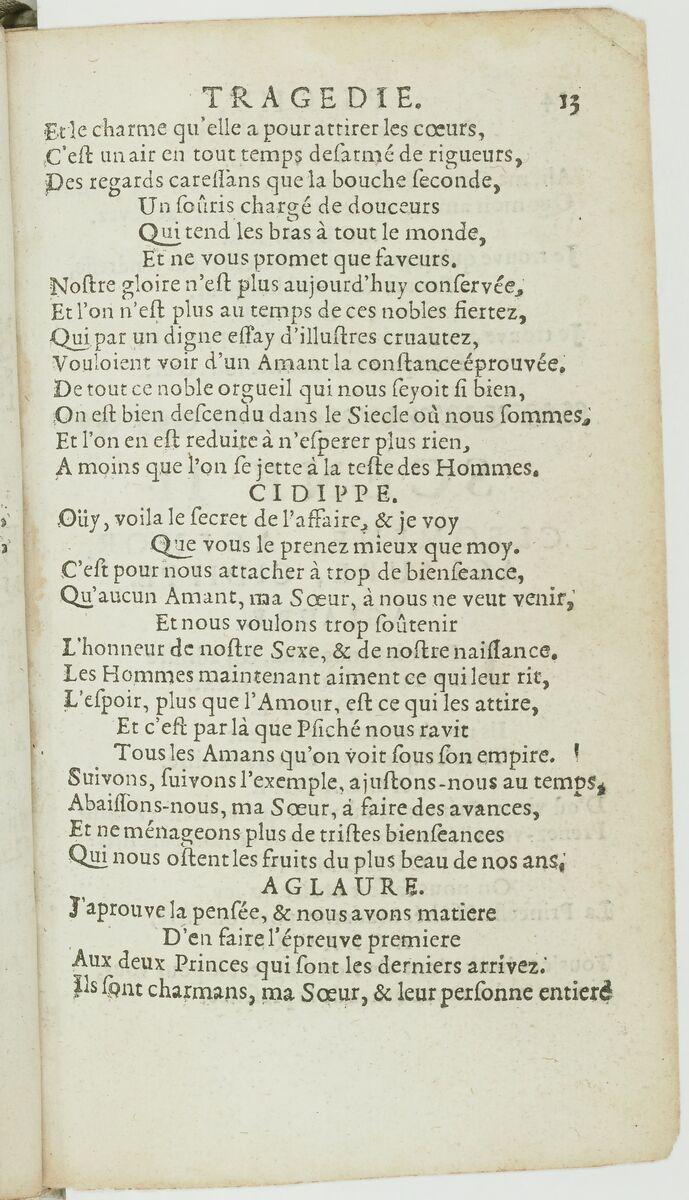 TRAGEDIE. 13
Et le charme qu'elle a pour attirer les cœurs,
C'eſt un air en tout temps deſarmé de rigueurs,
Des regards careſſans que la bouche ſeconde,
Un ſoûris chargé de douceurs
Qui tend les bras à tout le monde,
Et ne vous promet que faveurs.
Noſtre gloire n'eſt plus aujourd'huy conſervée,
Et l'on n'eſt plus au temps de ces nobles fiertez,
Qui par un digne eſſay d'illuſtres cruautez,
Vouloient voir d'un Amant la conſtance éprouvée.
De tout ce noble orgueil qui nous ſeyoit ſi bien,
On eſt bien deſcendu dans le Siecle où nous ſommes,
Et l'on en eſt reduite à n'eſperer plus rien,
A moins que l'on ſe jette à la teſte des Hommes.
CIDIPPE.
Oüy, voila le ſecret de l'affaire, & je voy
Que vous le prenez mieux que moy.
C'eſt pour nous attacher à trop de bienſeance,
Qu'aucun Amant, ma Sœur, à nous ne veut venir,
Et nous voulons trop ſoûtenir
L'honneur de noſtre Sexe, & de noſtre naiſſance.
Les Hommes maintenant aiment ce qui leur rit,
L'eſpoir, plus que l'Amour, eſt ce qui les attire,
Et c'eſt par là que Pſiché nous ravit
Tous les Amans qu'on voit ſous ſon empire.
Suivons, ſuivons l'exemple, ajuſtons-nous au temps,
Abaiſſons-nous, ma Sœur, à faire des avances,
Et ne ménageons plus de triſtes bienſeances
Qui nous oſtent les fruits du plus beau de nos ans.
AGLAURE.
J'aprouve la penſée, & nous avons matiere
D'en faire l'épreuve premiere
Aux deux Princes qui ſont les derniers arrivez.
Ils ſont charmans, ma Sœur, & leur perſonne entiere